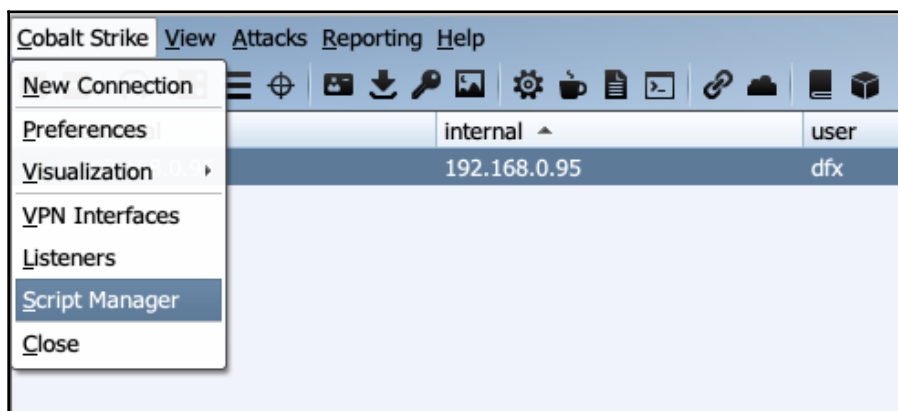 Cobalt Strike View Attacks Reporting Help
New Connection
Preferences
internal
user
Visualization
192.168.0.95
dfx
VPN Interfaces
Listeners
Script Manager
Close